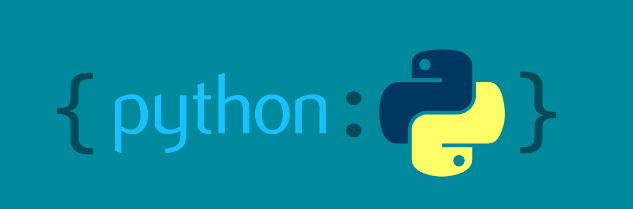 { python : }